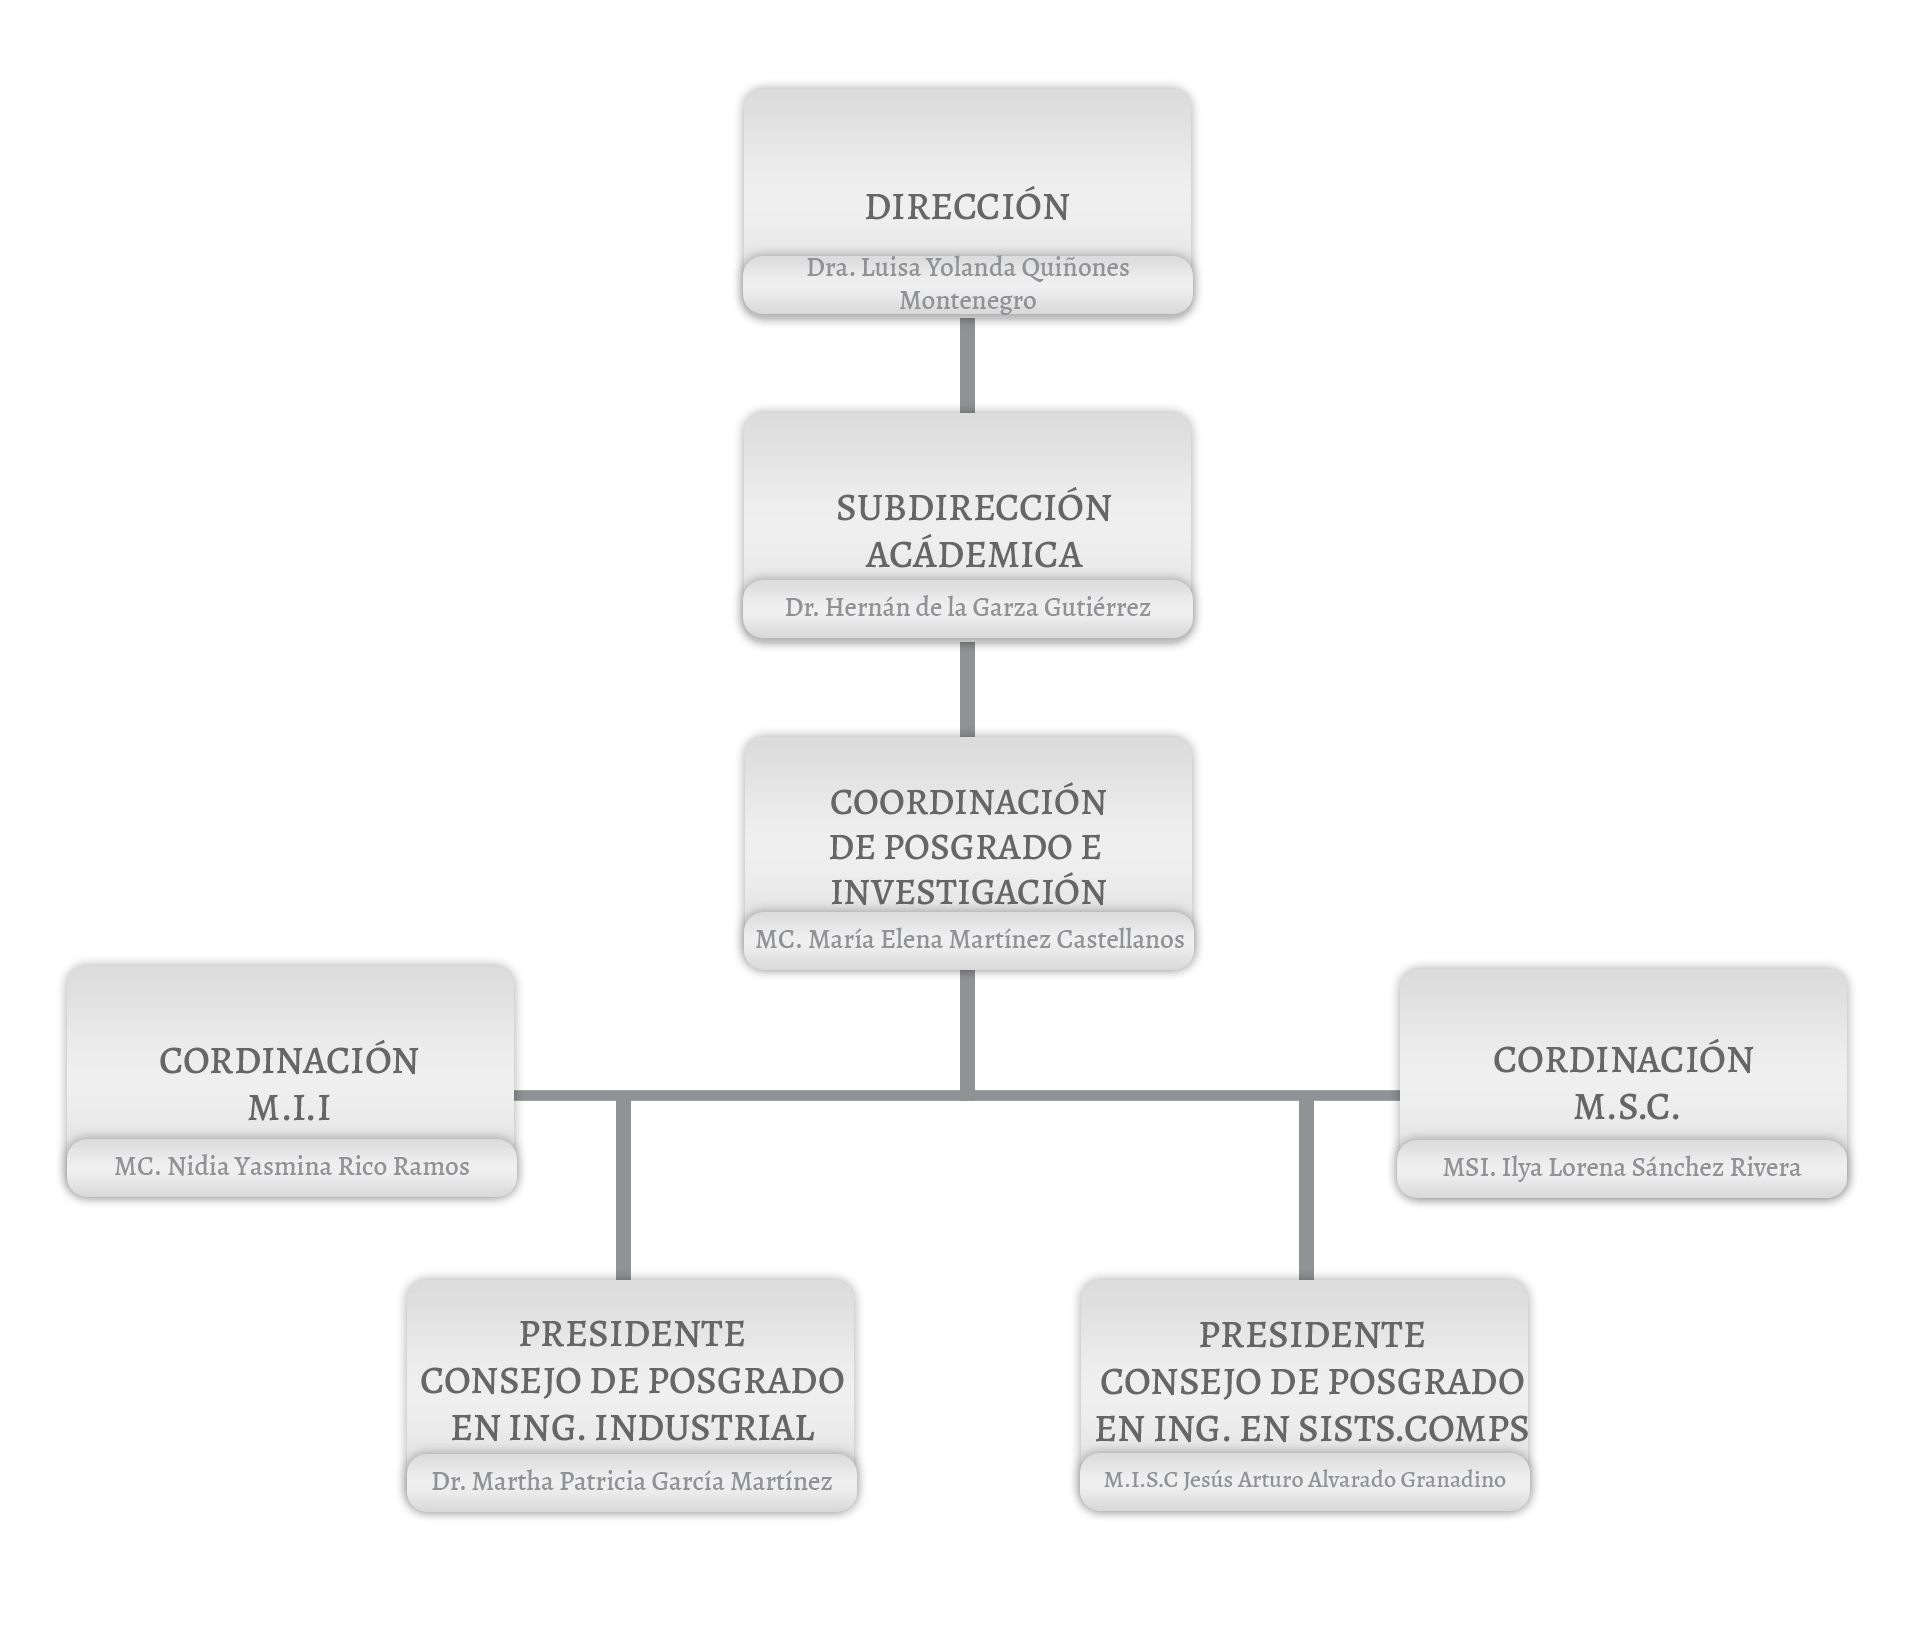 DIRECCIÓN
Dra. Luisa Yolanda Quiñones
Montenegro
SUBDIRECCIÓN
ACÁDEMICA
Dr. Hernán de la Garza Gutiérrez
COORDINACIÓN
DE POSGRADO E
INVESTIGACIÓN
MC. María Elena Martínez Castellanos
CORDINACIÓN
M.I.I
MC. Nidia Yasmina Rico Ramos
CORDINACIÓN
M.S.C.
MSI. Ilya Lorena Sánchez Rivera
PRESIDENTE
CONSEJO DE POSGRADO
EN ING. INDUSTRIAL
Dr. Martha Patricia García Martínez
PRESIDENTE
CONSEJO DE POSGRADO
EN ING. EN SISTS.COMPS
M.I.S.C Jesús Arturo Alvarado Granadino